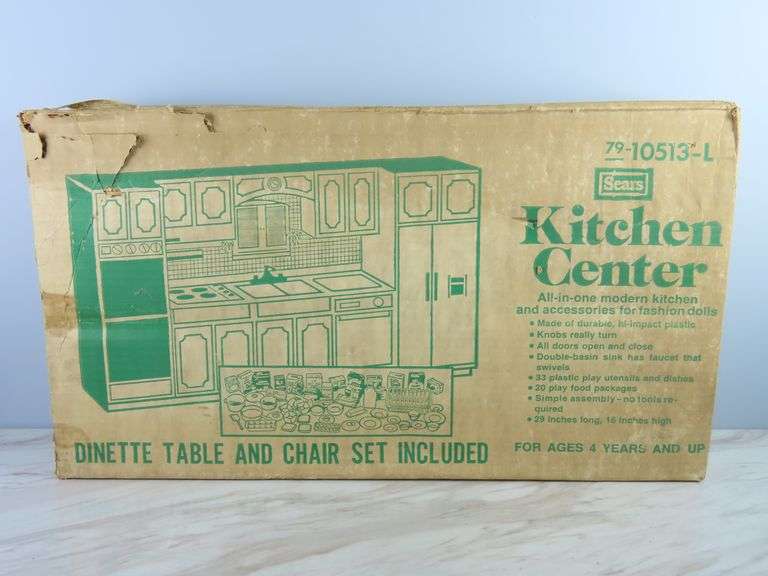 79-10513-L
Sears
Kitchen
Center
All-in-one modern kitchen
and accessories for fashion dolls
• Made of durable, hi-impact plastic
• Knobs really turn
• All doors open and close
• Double-basin sink has faucet that
swivels
• 33 plastic play utensils and dishes
• 20 play food packages
• Simple assembly - no tools re-
quired
• 29 inches long, 16 inches high
DINETTE TABLE AND CHAIR SET INCLUDED
FOR AGES 4 YEARS AND UP